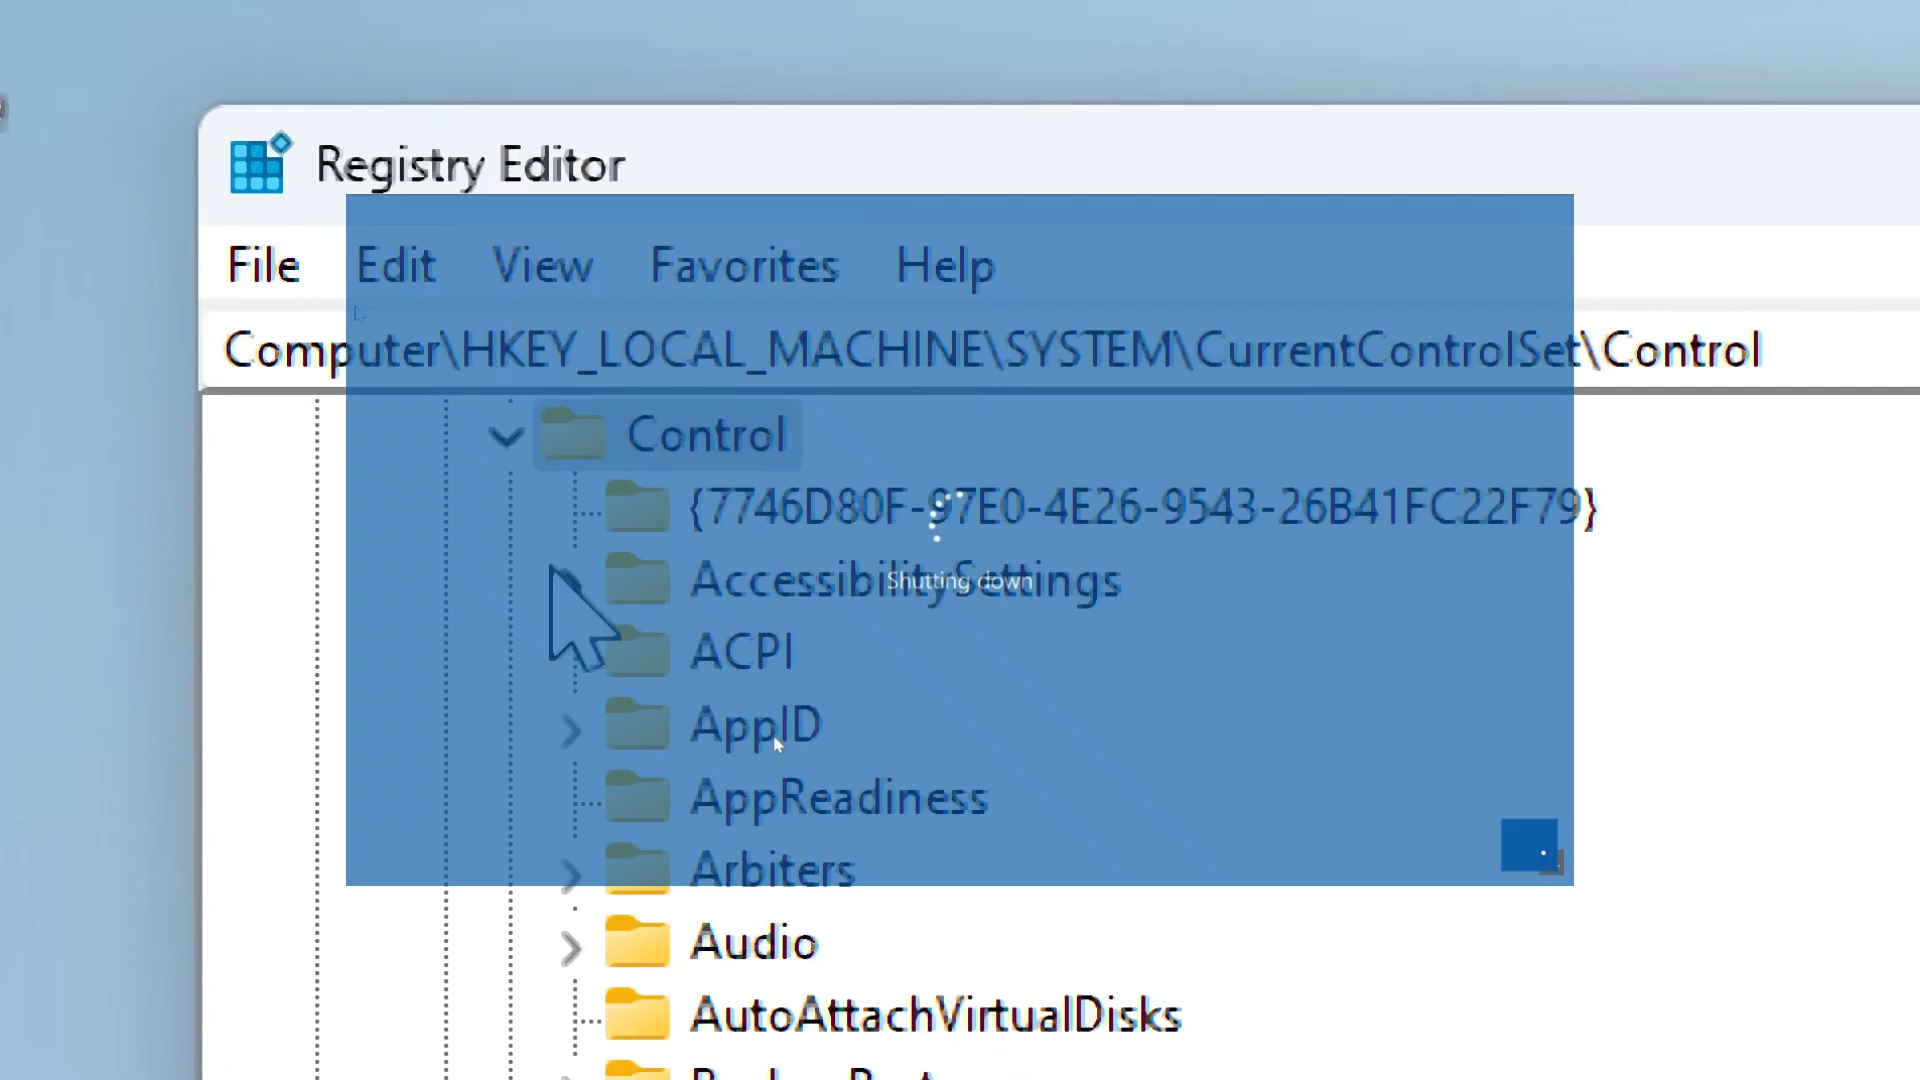 Registry Editor
File Edit View Favorites Help
Computer\HKEY_LOCAL_MACHINE\SYSTEM\CurrentControlSet\Control
Control
{7746D80F-97E0-4E26-9543-26B41FC22F79}
AccessibilitySettings
Shutting down
ACPI
AppID
AppReadiness
Arbiters
Audio
AutoAttachVirtualDisks